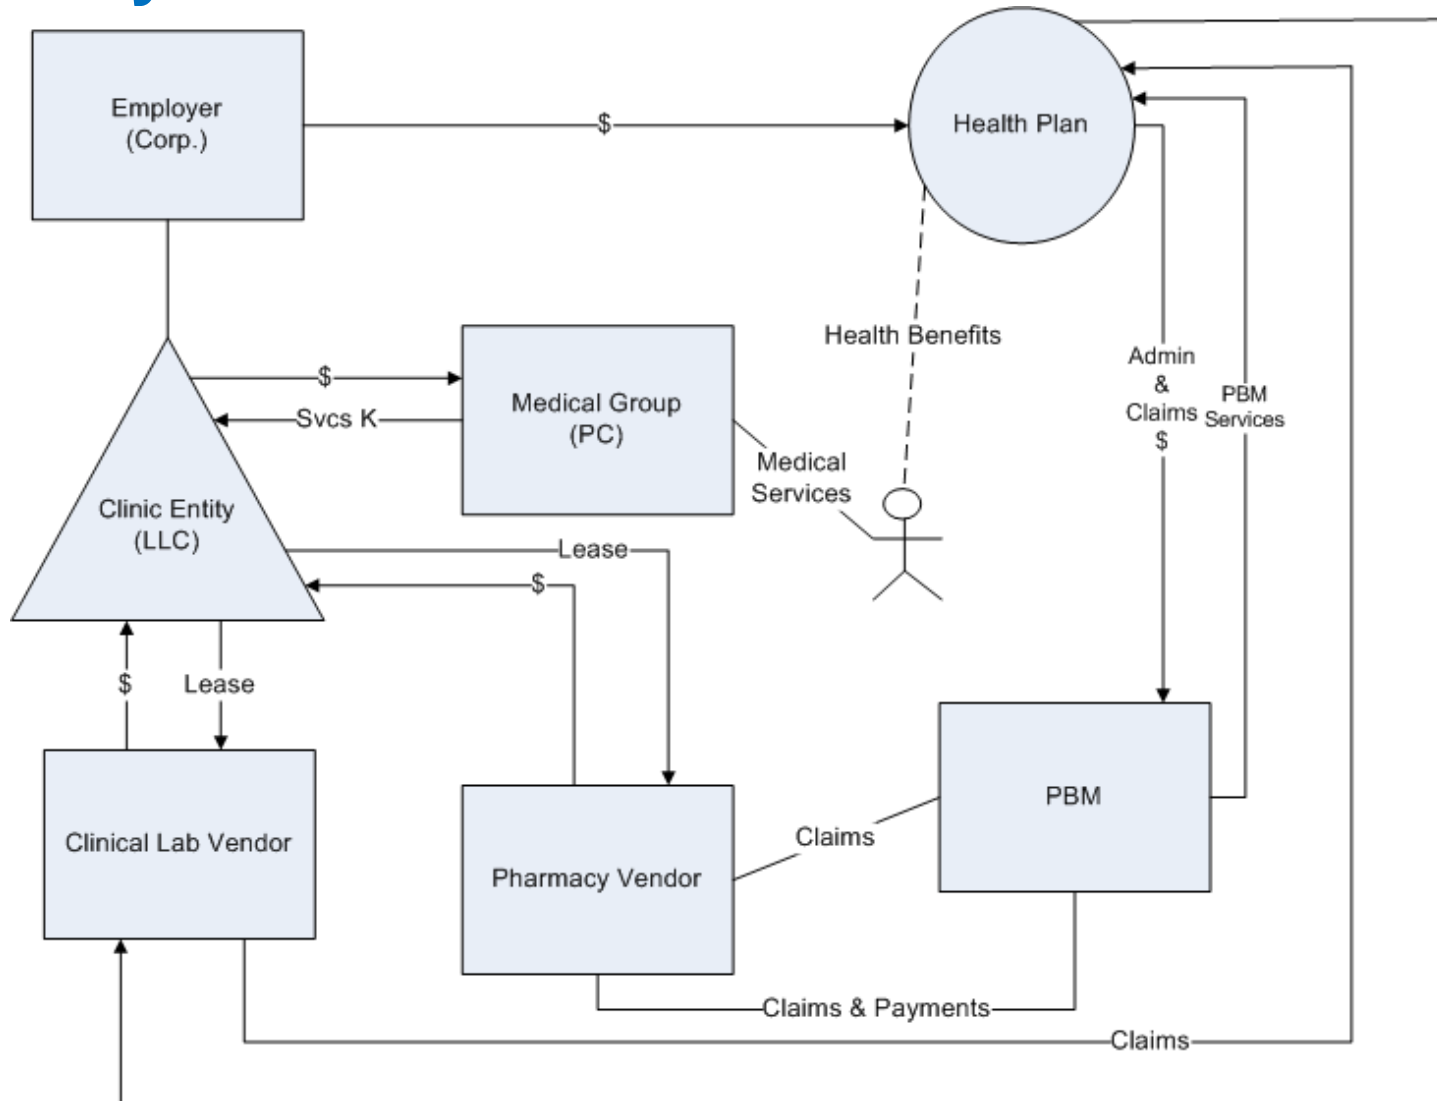 Employer
(Corp.)
$
Health Plan
Health Benefits
Admin
&
Claims
$
PBM
Services
$
Svcs K
Medical Group
(PC)
Medical
Services
Clinic Entity
(LLC)
Lease
$
$
Lease
Clinical Lab Vendor
Pharmacy Vendor
Claims
PBM
Claims & Payments
Claims